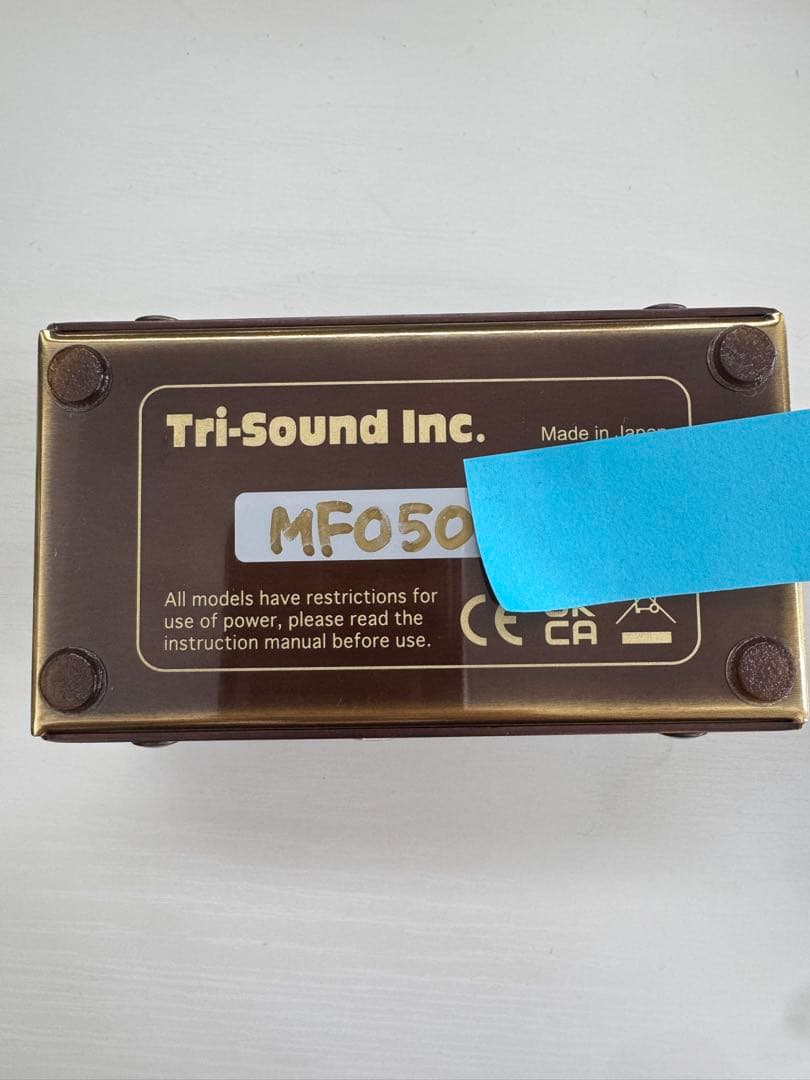 Tri-Sound Inc.
Made in Japan
MF050
All models have restrictions for
use of power, please read the
instruction manual before use.
CE
CA